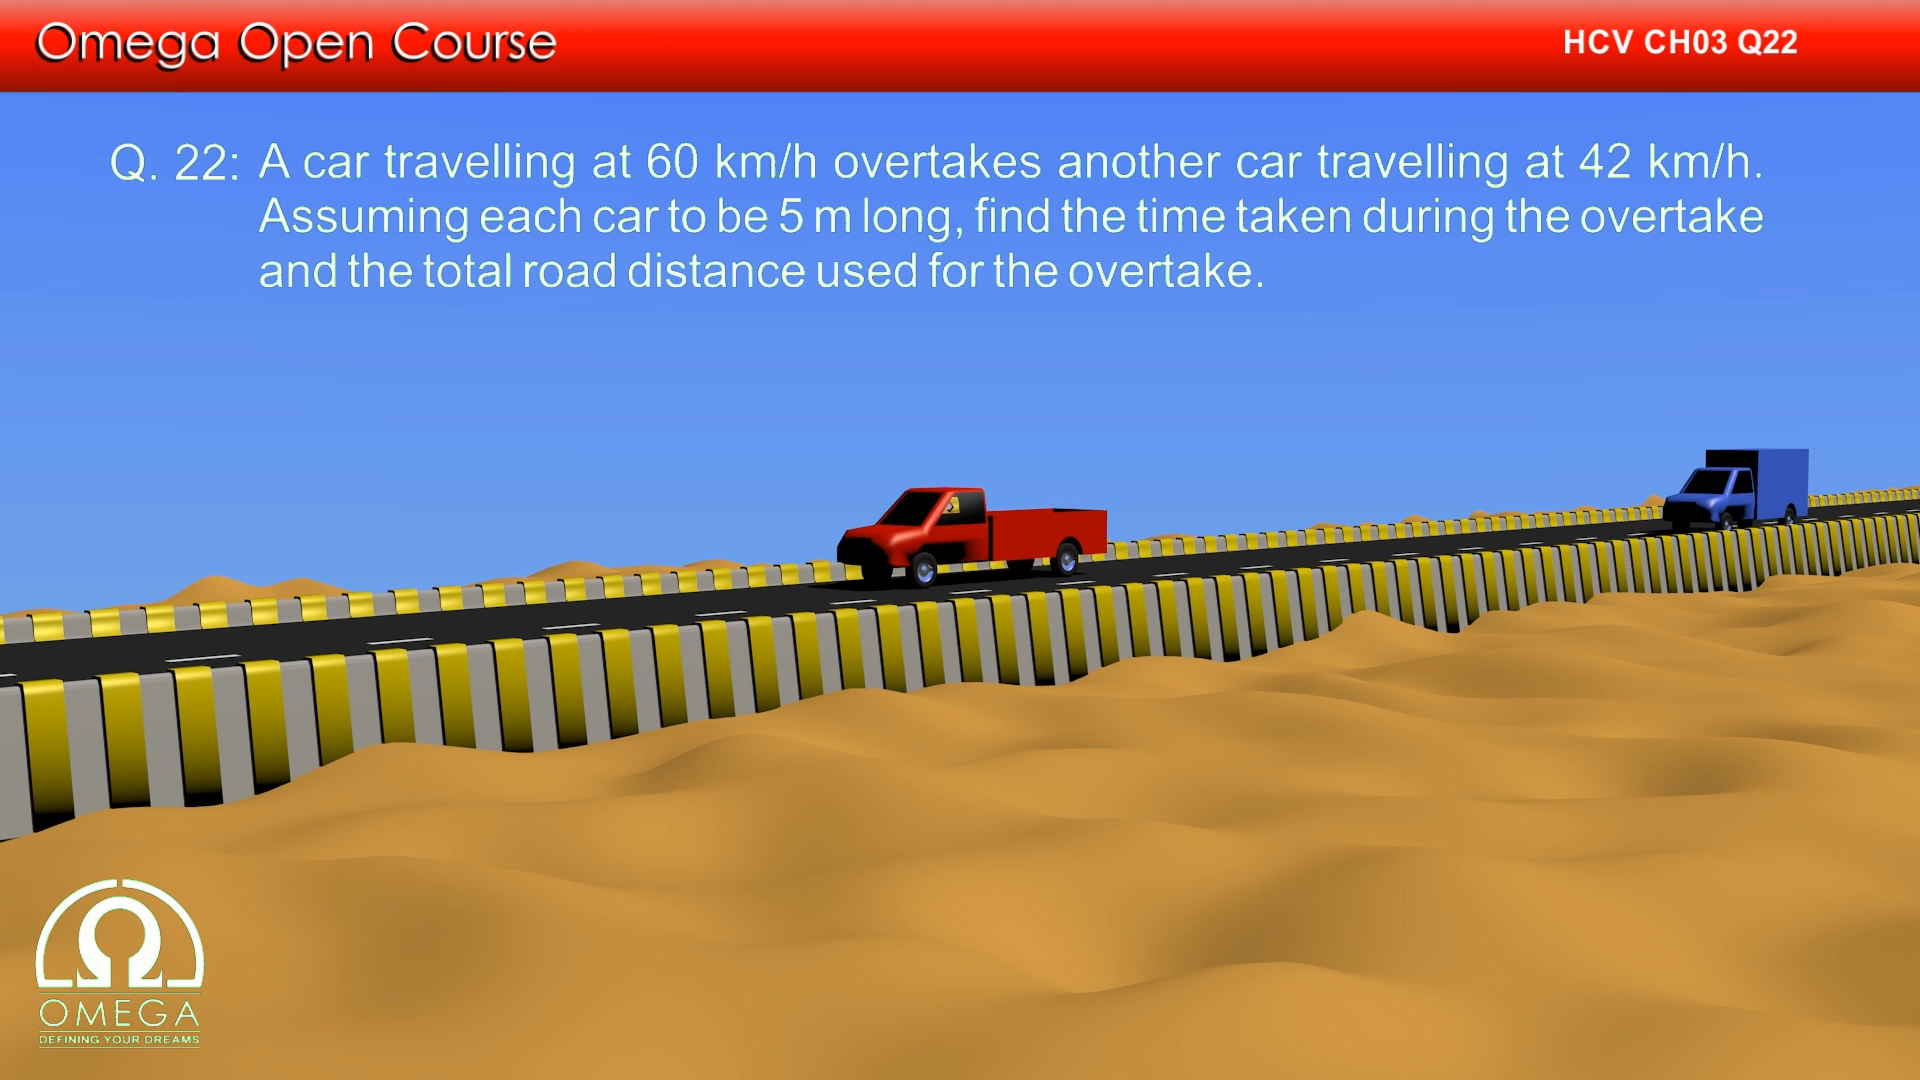 Omega Open Course
HCV CH03 Q22
Q. 22: A car travelling at 60 km/h overtakes another car travelling at 42 km/h.
Assuming each car to be 5 m long, find the time taken during the overtake
and the total road distance used for the overtake.
Ω
OMEGA
DEFINING YOUR DREAMS